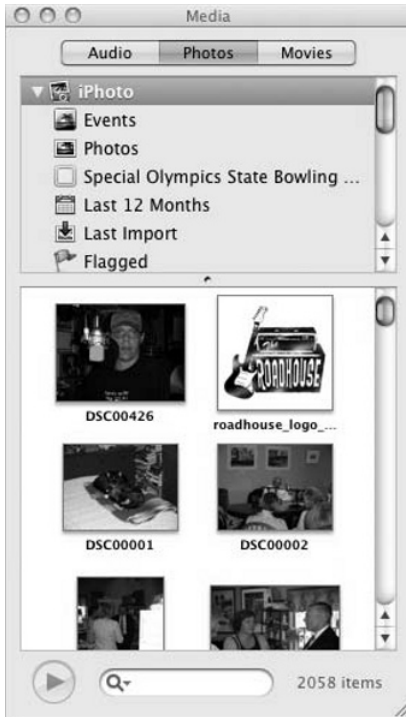 Media
Audio Photos Movies
iPhoto
Events
Photos
Special Olympics State Bowling ...
Last 12 Months
Last Import
Flagged
ROADHOUSE
DSC00426
roadhouse_logo_...
DSC00001
DSC00002
2058 items